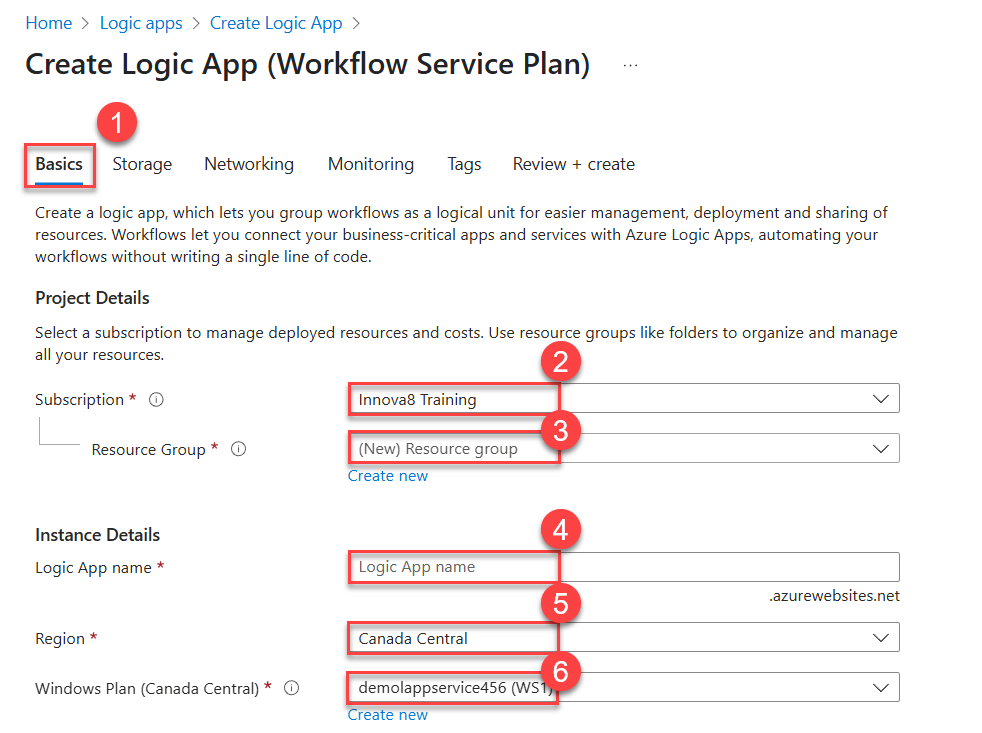 Home > Logic apps > Create Logic App >
Create Logic App (Workflow Service Plan) ...
1
Basics Storage Networking Monitoring Tags Review + create
Create a logic app, which lets you group workflows as a logical unit for easier management, deployment and sharing of
resources. Workflows let you connect your business-critical apps and services with Azure Logic Apps, automating your
workflows without writing a single line of code.
Project Details
Select a subscription to manage deployed resources and costs. Use resource groups like folders to organize and manage
all your resources.
2
Subscription * Innova8 Training
3
Resource Group * (New) Resource group
Create new
Instance Details
4
Logic App name * Logic App name
.azurewebsites.net
5
Region * Canada Central
6
Windows Plan (Canada Central) * demolappservice456 (WS1)
Create new